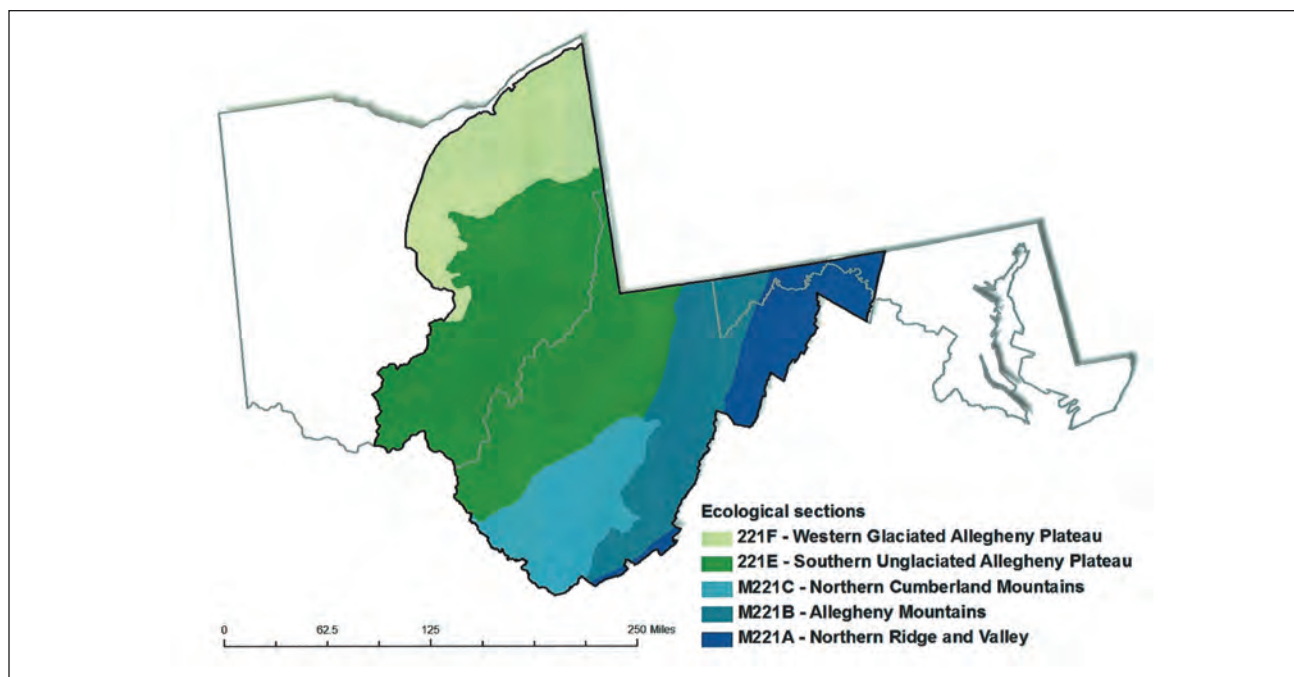 Ecological sections
221F - Western Glaciated Allegheny Plateau
221E - Southern Unglaciated Allegheny Plateau
M221C - Northern Cumberland Mountains
M221B - Allegheny Mountains
M221A - Northern Ridge and Valley
0 62.5 125 250 Miles